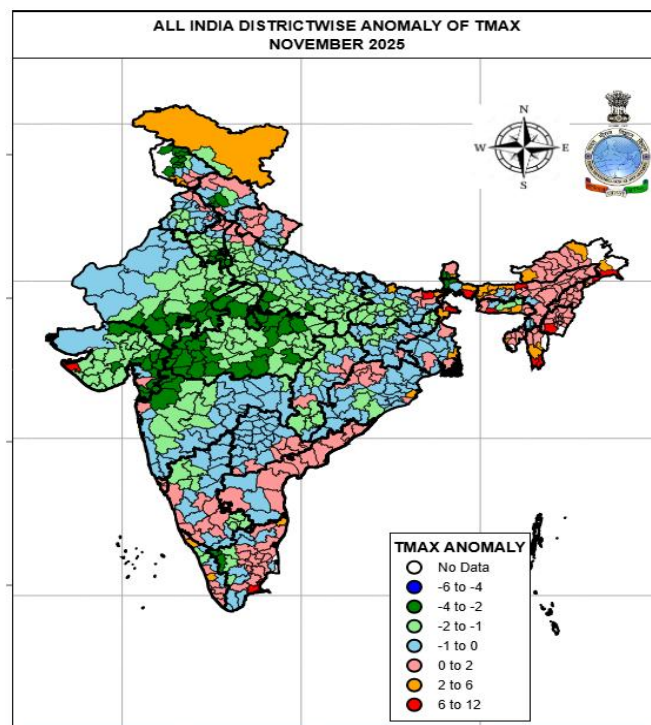 ALL INDIA DISTRICTWISE ANOMALY OF TMAX
NOVEMBER 2025
N
W
E
S
TMAX ANOMALY
No Data
-6 to -4
-4 to -2
-2 to -1
-1 to 0
0 to 2
2 to 6
6 to 12